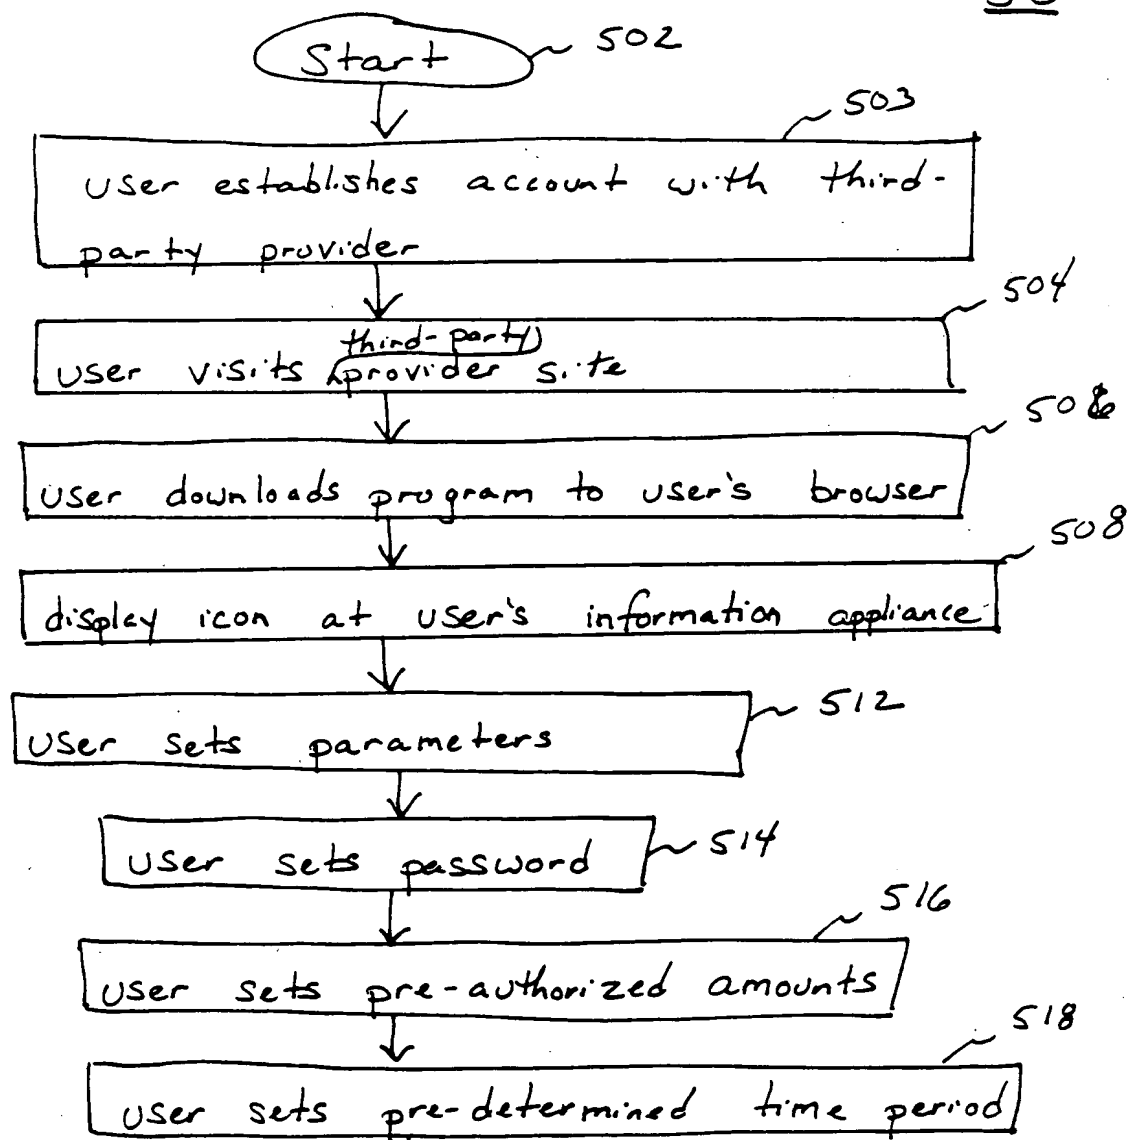 Start 502
503
user establishes account with third-
party provider
504
third-party
user visits provider site
506
user downloads program to user's browser
508
display icon at user's information appliance
user sets parameters 512
user sets password 514
516
user sets pre-authorized amounts
518
user sets pre-determined time period